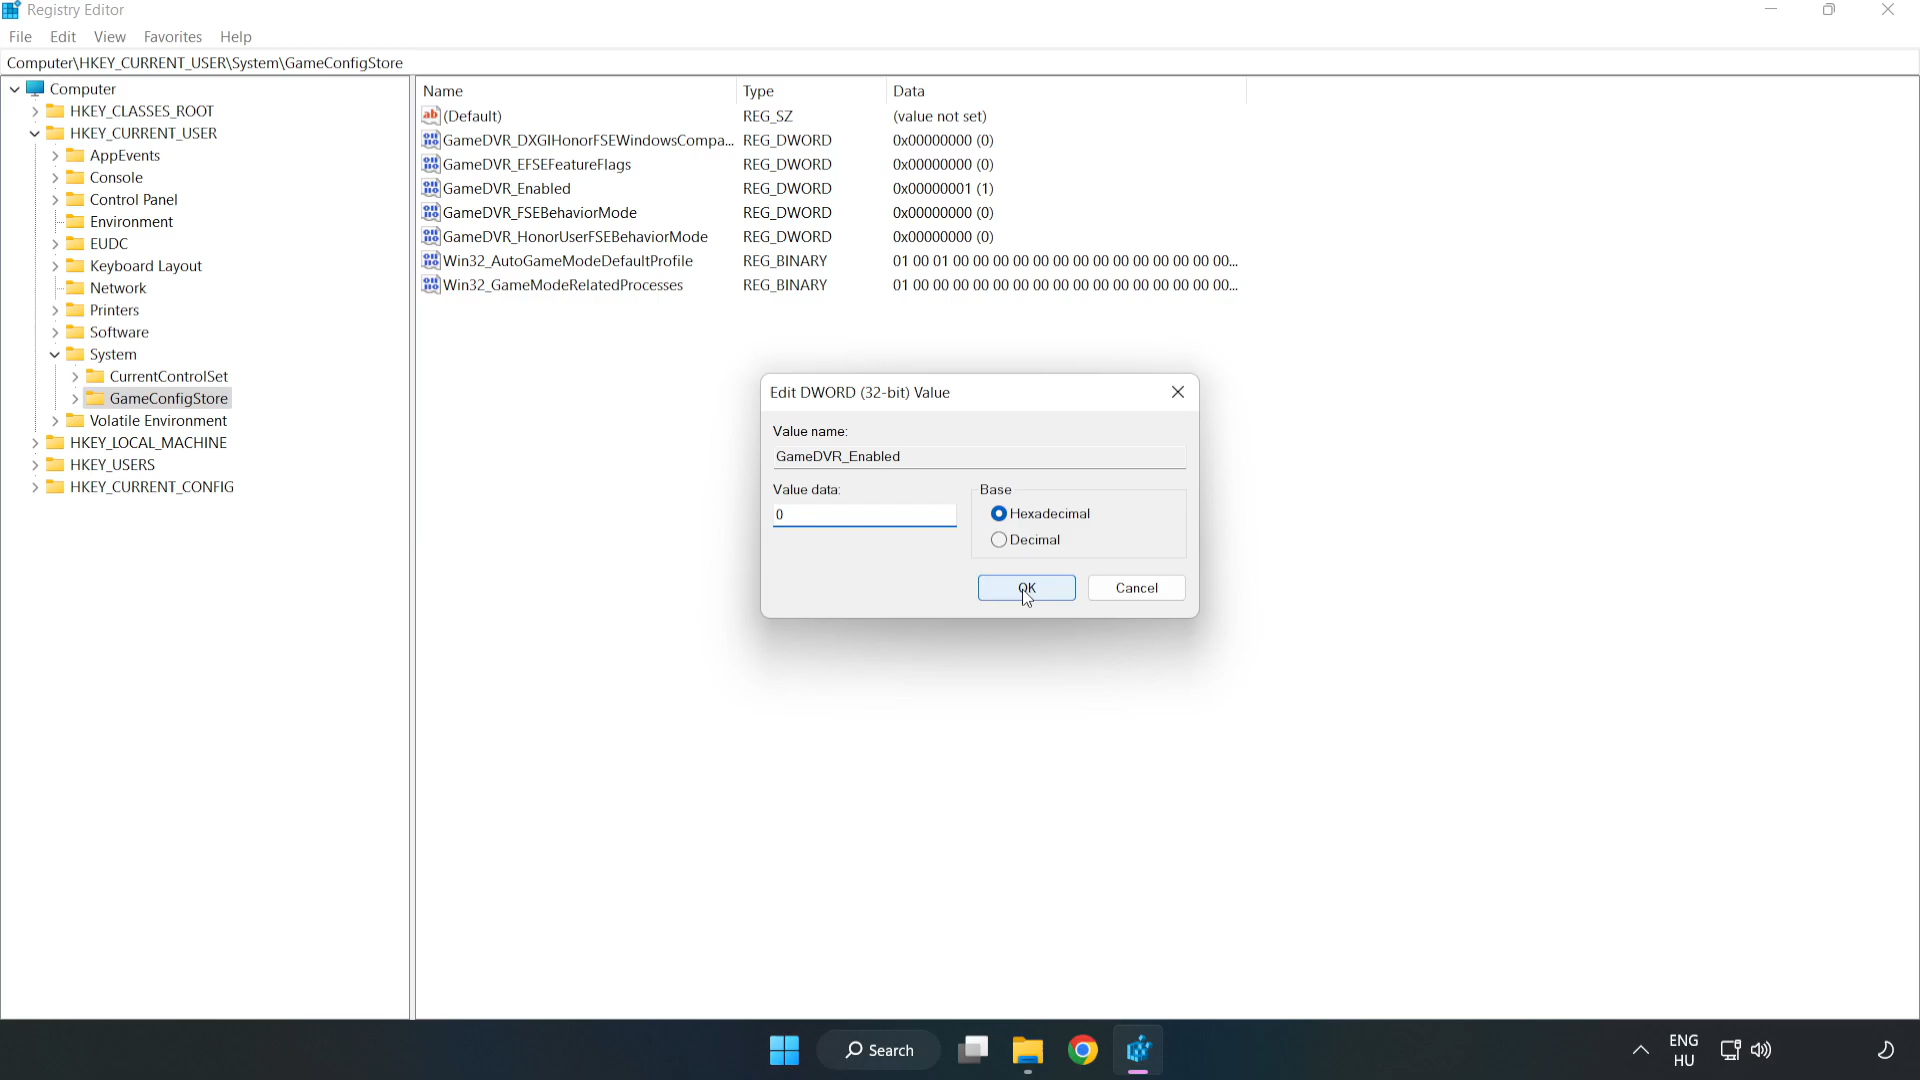 Registry Editor
File Edit View Favorites Help
Computer\HKEY_CURRENT_USER\System\GameConfigStore
Computer
HKEY_CLASSES_ROOT
HKEY_CURRENT_USER
AppEvents
Console
Control Panel
Environment
EUDC
Keyboard Layout
Network
Printers
Software
System
CurrentControlSet
GameConfigStore
Volatile Environment
HKEY_LOCAL_MACHINE
HKEY_USERS
HKEY_CURRENT_CONFIG
Name Type Data
ab (Default) REG_SZ (value not set)
GameDVR_DXGIHonorFSEWindowsCompa... REG_DWORD 0x00000000 (0)
GameDVR_EFSEFeatureFlags REG_DWORD 0x00000000 (0)
GameDVR_Enabled REG_DWORD 0x00000001 (1)
GameDVR_FSEBehaviorMode REG_DWORD 0x00000000 (0)
GameDVR_HonorUserFSEBehaviorMode REG_DWORD 0x00000000 (0)
Win32_AutoGameModeDefaultProfile REG_BINARY 01 00 01 00 00 00 00 00 00 00 00 00 00 00 00 00 00...
Win32_GameModeRelatedProcesses REG_BINARY 01 00 00 00 00 00 00 00 00 00 00 00 00 00 00 00 00...
Edit DWORD (32-bit) Value
Value name:
GameDVR_Enabled
Value data: Base
0 Hexadecimal
Decimal
OK Cancel
Search
ENG
HU